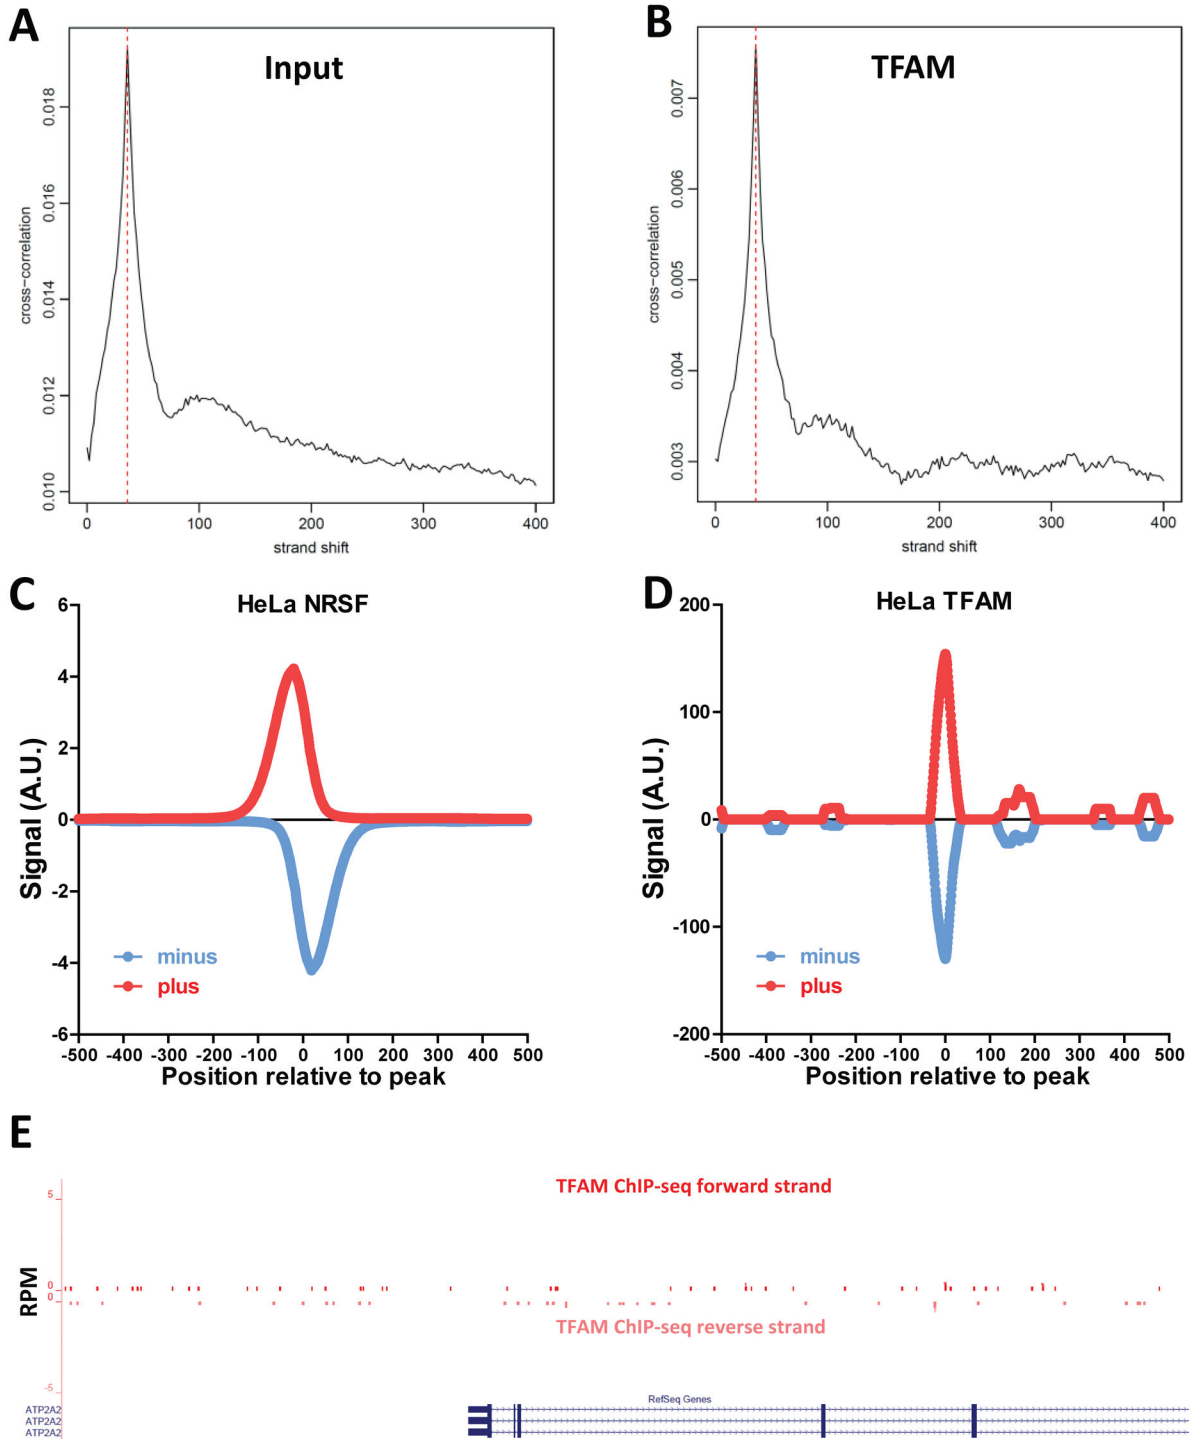 A
Input
0.018
0.016
0.014
0.012
0.010
cross-correlation
0
100
200
300
400
strand shift
B
TFAM
0.007
0.006
0.005
0.004
0.003
cross-correlation
0
100
200
300
400
strand shift
C
HeLa NRSF
6
4
2
0
-2
-4
-6
Signal (A.U.)
minus
plus
-500 -400 -300 -200 -100 0 100 200 300 400 500
Position relative to peak
D
HeLa TFAM
200
100
0
-100
-200
Signal (A.U.)
minus
plus
-500 -400 -300 -200 -100 0 100 200 300 400 500
Position relative to peak
E
TFAM ChIP-seq forward strand
5
0
0
-5
RPM
TFAM ChIP-seq reverse strand
RefSeq Genes
ATP2A2
ATP2A2
ATP2A2